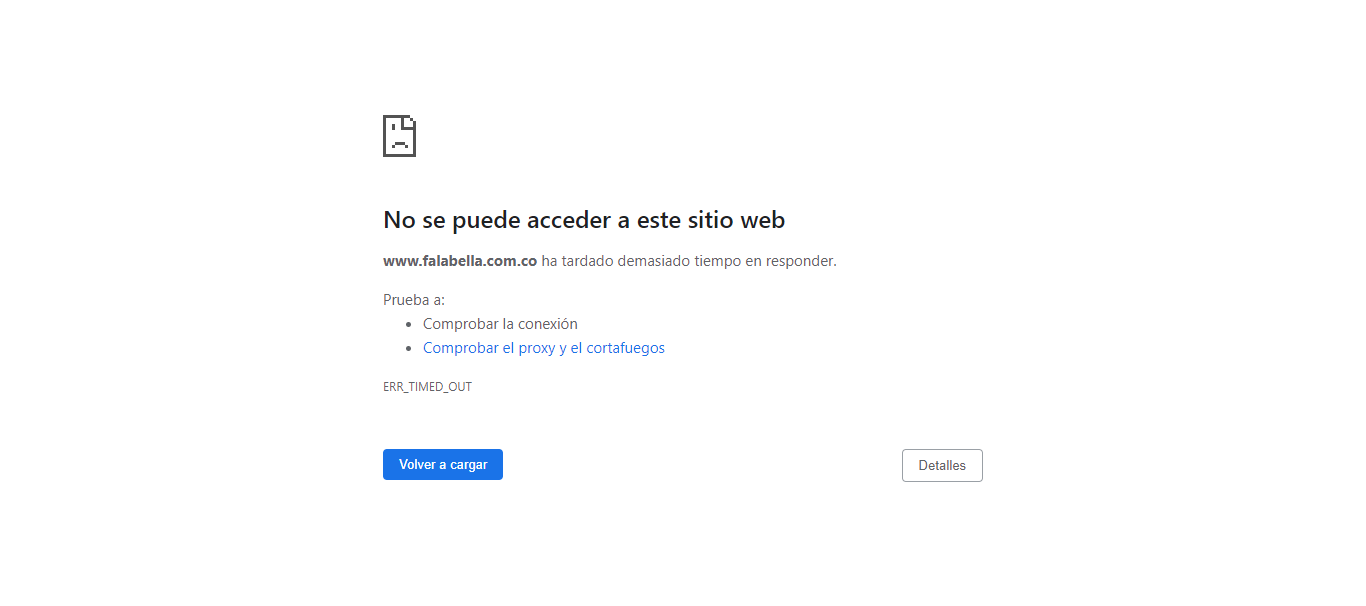 No se puede acceder a este sitio web
www.falabella.com.co ha tardado demasiado tiempo en responder.
Prueba a:
Comprobar la conexión
Comprobar el proxy y el cortafuegos
ERR_TIMED_OUT
Volver a cargar
Detalles